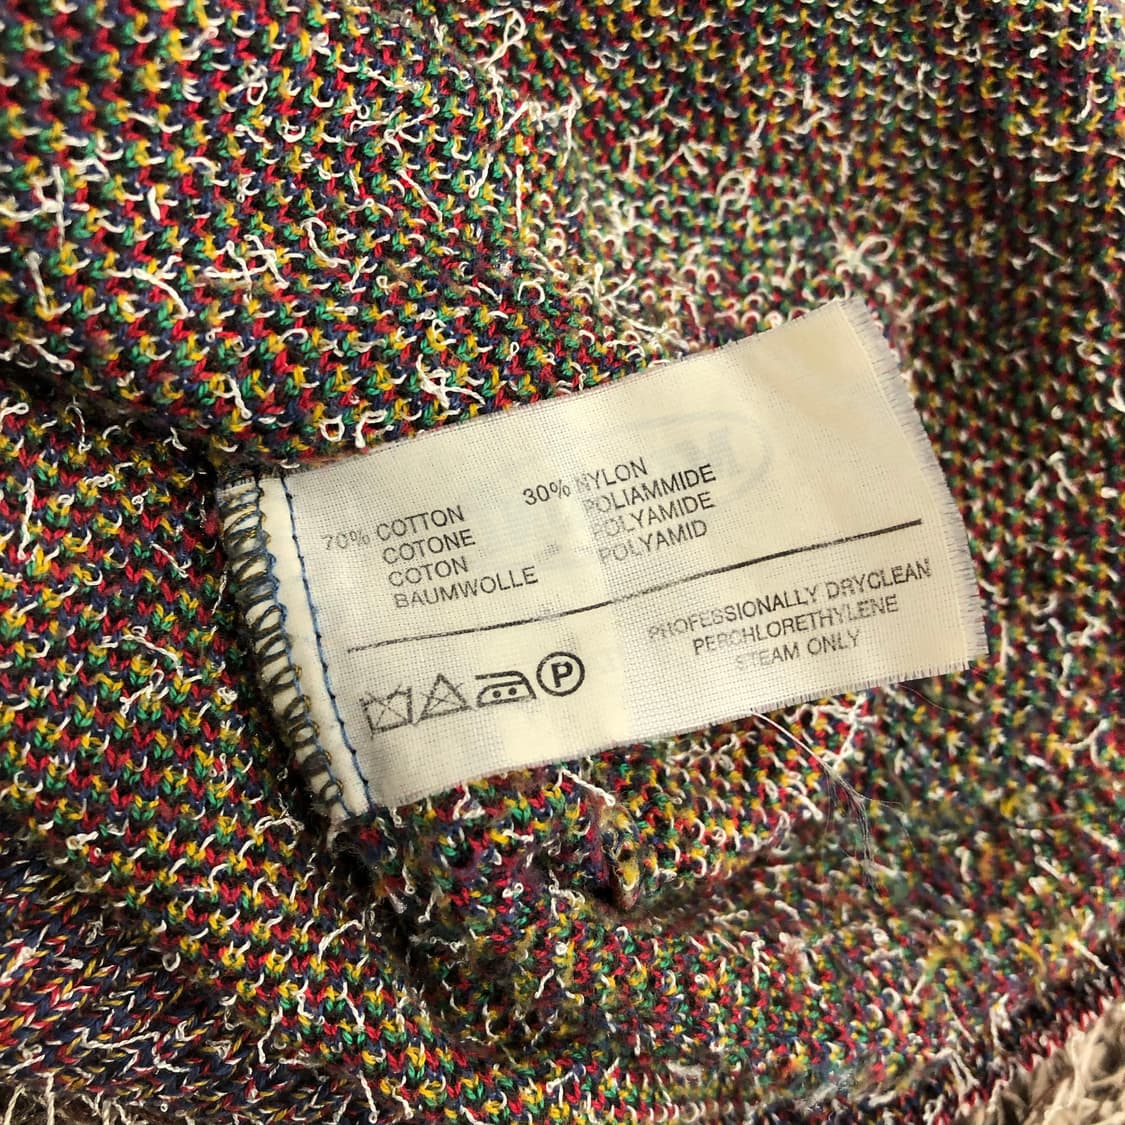 70% COTTON
COTONE
COTON
BAUMWOLLE
30% NYLON
POLIAMMIDE
POLYAMIDE
POLYAMID
P
PROFESSIONALLY DRYCLEAN
PERCHLORETHYLENE
STEAM ONLY
M